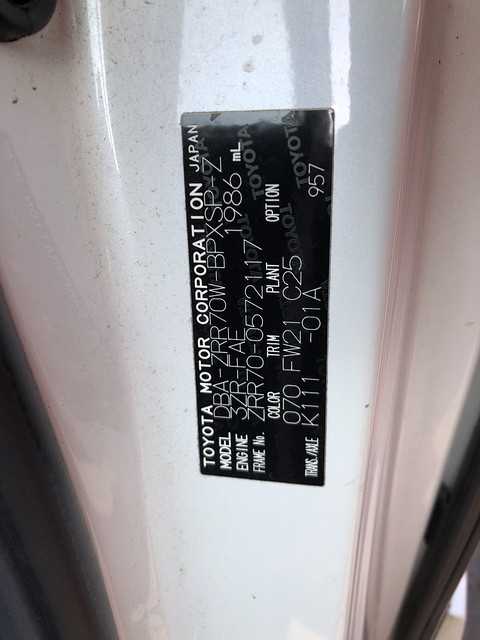 TOYOTA MOTOR CORPORATION JAPAN
MODEL DBA-ZRR70W-BPXSP-Z
ENGINE 3ZR-FAE 1986 mL
FRAME No. ZRR70-0572117
COLOR TRIM PLANT OPTION
070 FW21 C25 957
TRANS./AXLE K111 -01A